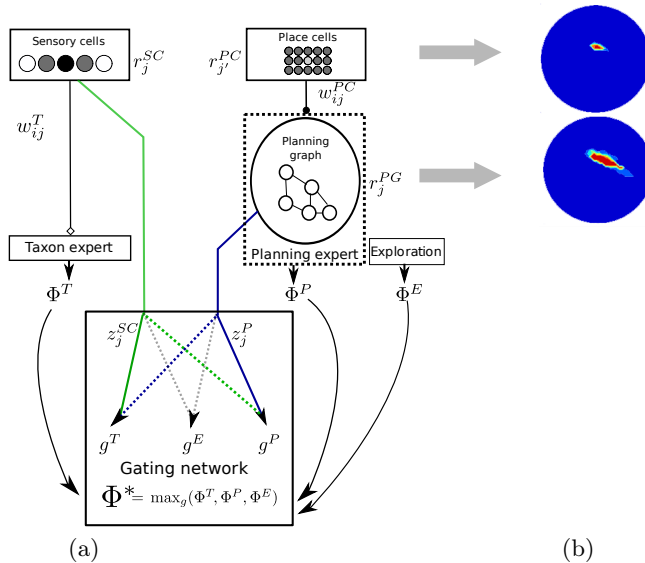 Sensory cells
r_j^{SC}
r_{j'}^{PC}
Place cells
w_{ij}^T
w_{ij}^{PC}
Planning
graph
r_j^{PG}
Taxon expert
Planning expert
Exploration
Φ^T
Φ^P
Φ^E
z_j^{SC}
z_j^P
g^T
g^E
g^P
Gating network
Φ* = max_g(Φ^T, Φ^P, Φ^E)
(a)
(b)